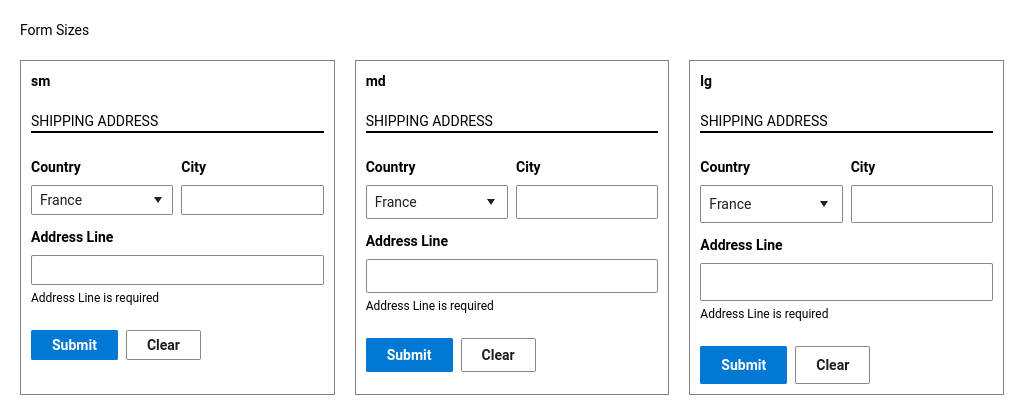 Form Sizes
sm
SHIPPING ADDRESS
Country City
France
Address Line
Address Line is required
Submit Clear
md
SHIPPING ADDRESS
Country City
France
Address Line
Address Line is required
Submit Clear
lg
SHIPPING ADDRESS
Country City
France
Address Line
Address Line is required
Submit Clear